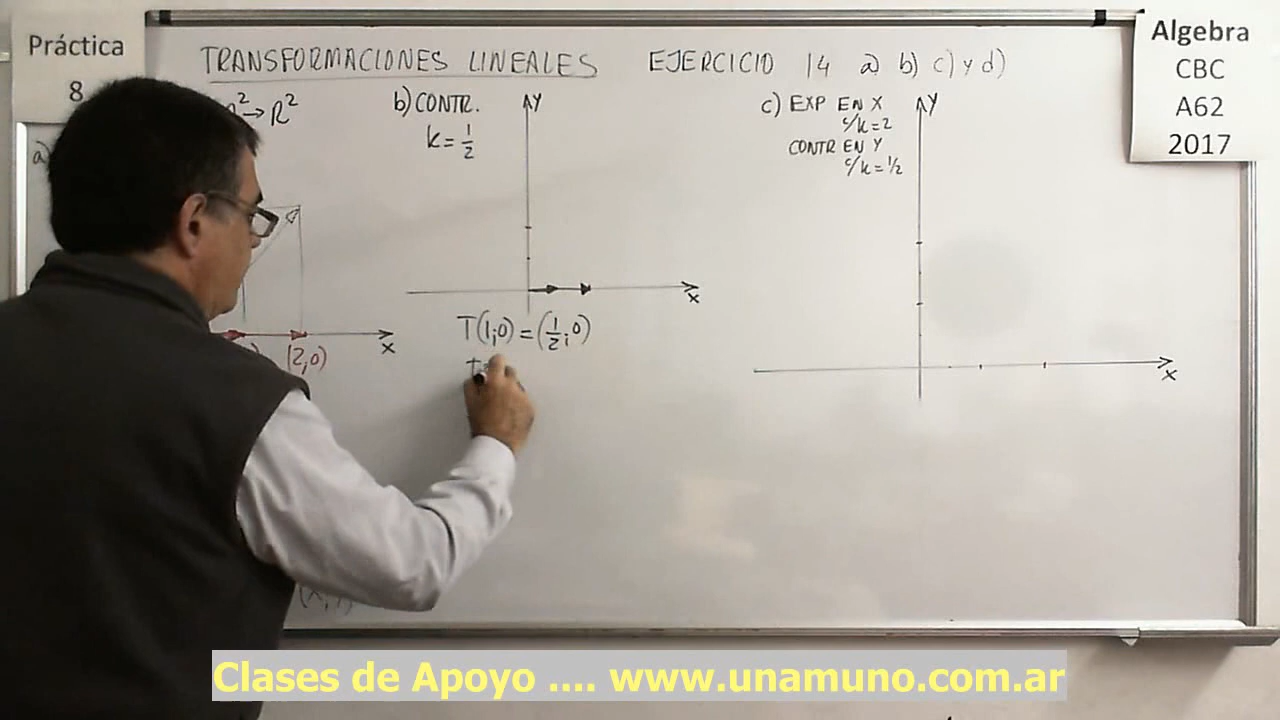 Práctica
8
Algebra
CBC
A62
2017
TRANSFORMACIONES LINEALES EJERCICIO 14 a) b) c) y d)
R² → R²
a)
(2,0)
X
b) CONTR.
k = 1/2
Y
X
T(1;0) = (1/2;0)
c) EXP EN X
c/k = 2
CONTR EN Y
c/k = 1/2
Y
X
Clases de Apoyo .... www.unamuno.com.ar